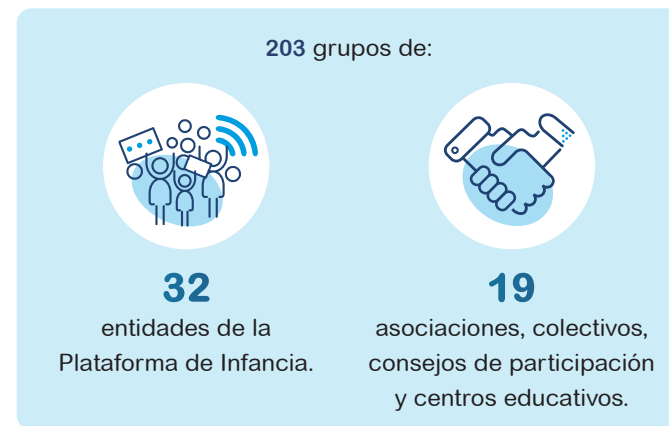 203 grupos de:
32
entidades de la
Plataforma de Infancia.
19
asociaciones, colectivos,
consejos de participación
y centros educativos.